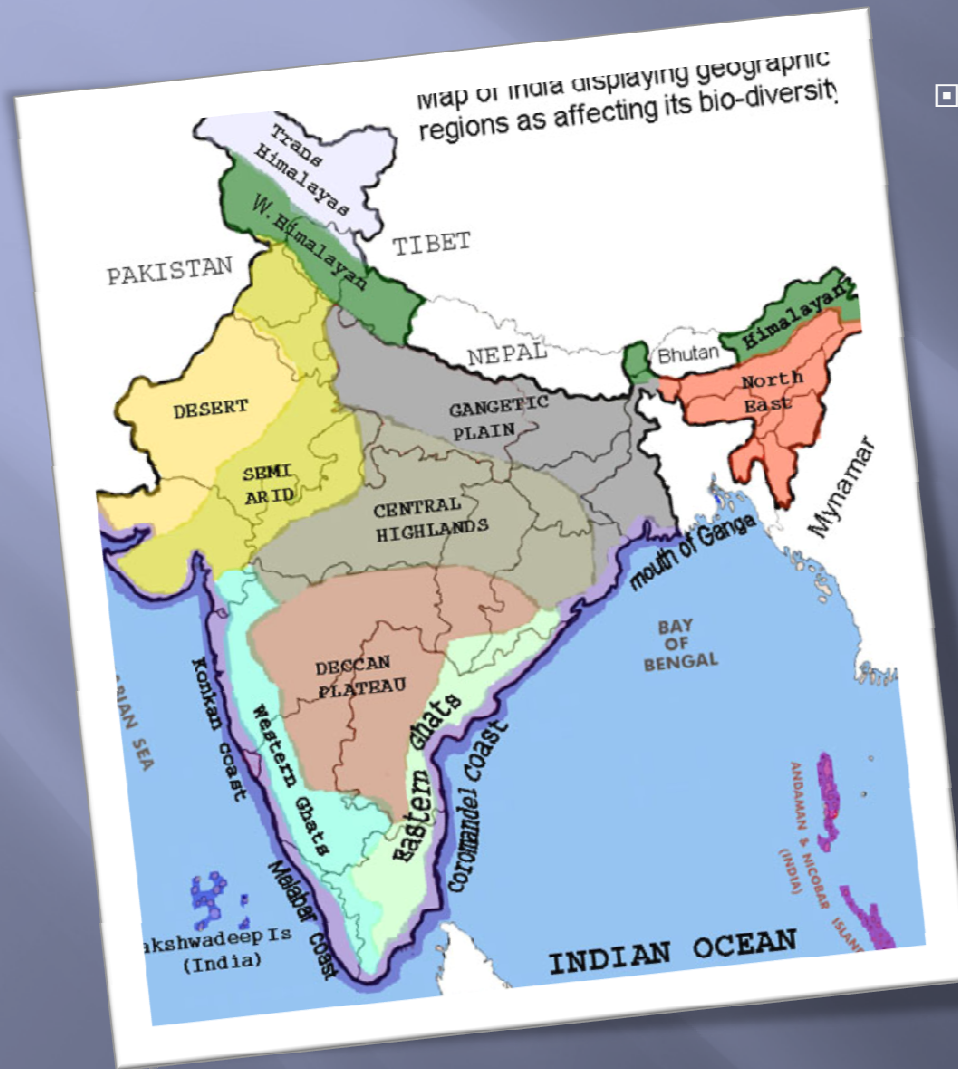 Map of India displaying geographic
regions as affecting its bio-diversity
Trans
Himalayas
W. Himalayan
TIBET
PAKISTAN
Himalayan
NEPAL
Bhutan
North
East
DESERT
GANGETIC
PLAIN
SEMI
ARID
CENTRAL
HIGHLANDS
Mynamar
mouth of Ganga
BAY
OF
BENGAL
DECCAN
PLATEAU
Konkan coast
Western Ghats
Eastern Ghats
coromandel coast
SEA
ANDAMAN & NICOBAR
(INDIA)
Malabar coast
akshwadeep Is
(India)
INDIAN OCEAN